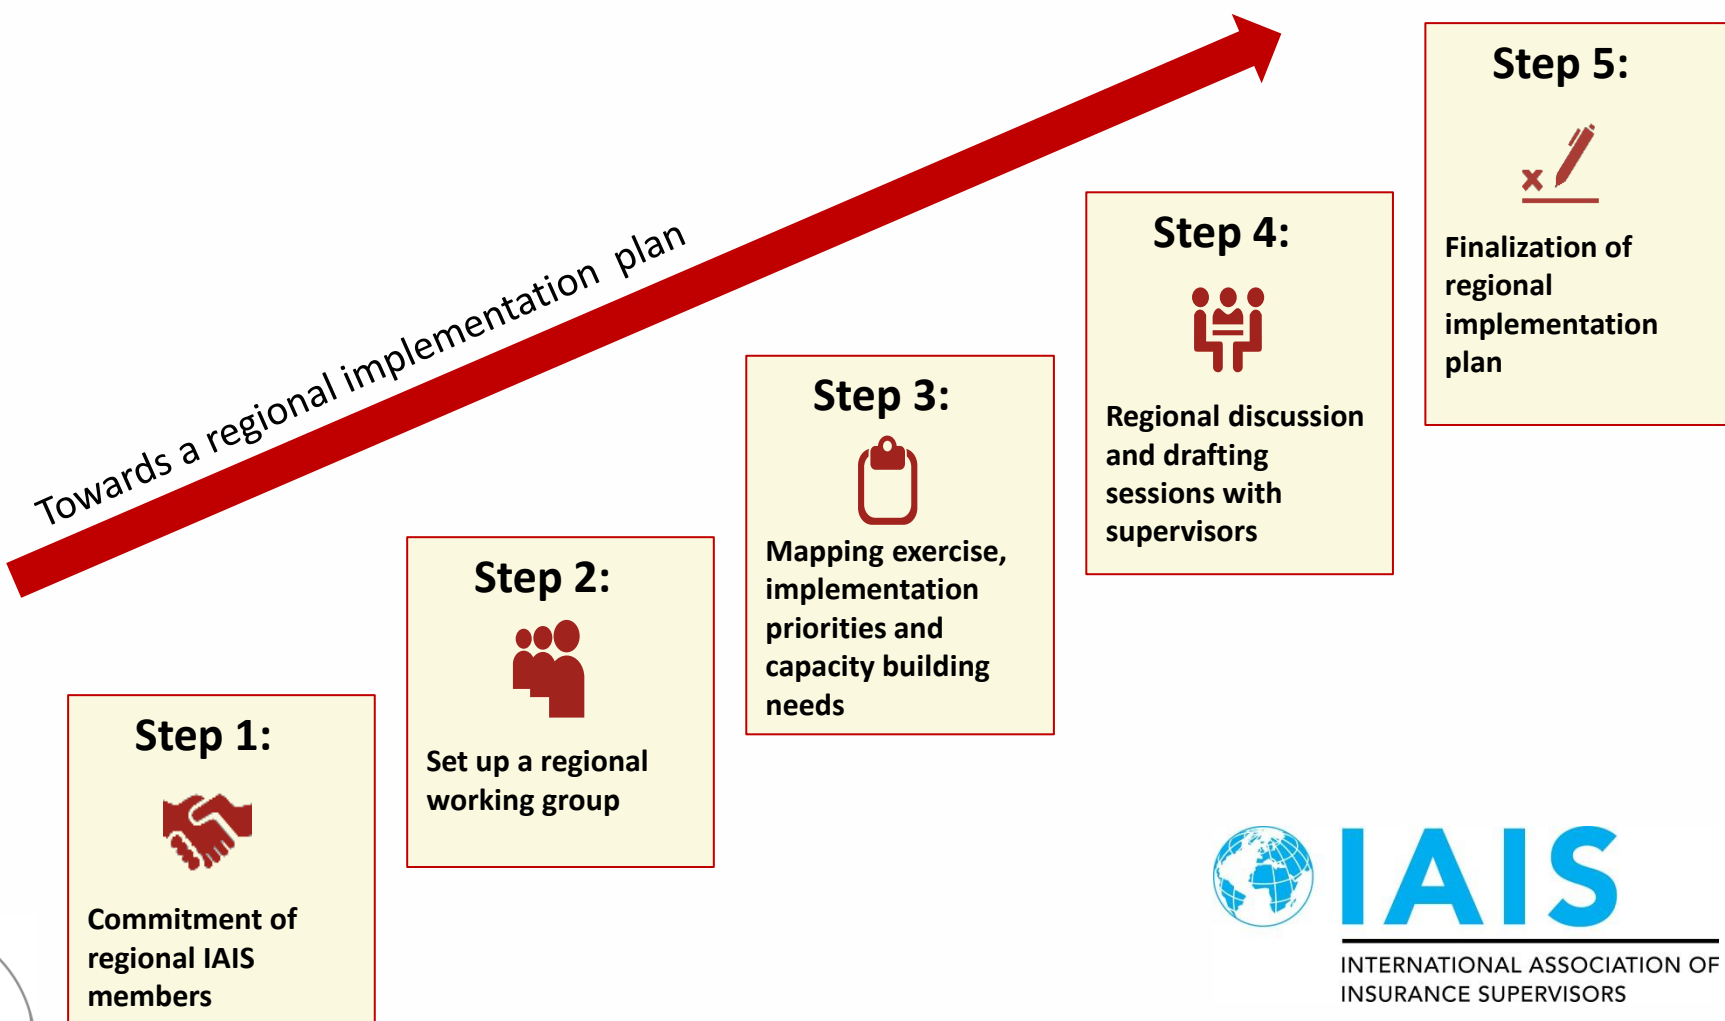 Towards a regional implementation plan
Step 1:
Commitment of
regional IAIS
members
Step 2:
Set up a regional
working group
Step 3:
Mapping exercise,
implementation
priorities and
capacity building
needs
Step 4:
Regional discussion
and drafting
sessions with
supervisors
Step 5:
x
Finalization of
regional
implementation
plan
IAIS
INTERNATIONAL ASSOCIATION OF
INSURANCE SUPERVISORS